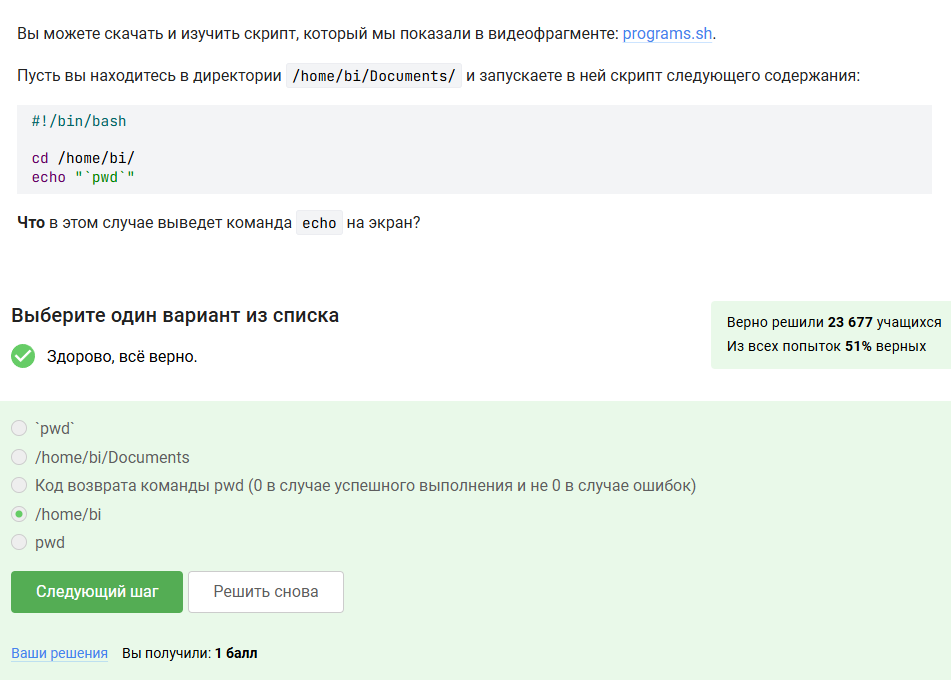 Вы можете скачать и изучить скрипт, который мы показали в видеофрагменте: programs.sh.
Пусть вы находитесь в директории /home/bi/Documents/ и запускаете в ней скрипт следующего содержания:
#!/bin/bash
cd /home/bi/
echo "`pwd`"
Что в этом случае выведет команда echo на экран?
Выберите один вариант из списка
Здорово, всё верно.
Верно решили 23 677 учащихся
Из всех попыток 51% верных
`pwd`
/home/bi/Documents
Код возврата команды pwd (0 в случае успешного выполнения и не 0 в случае ошибок)
/home/bi
pwd
Следующий шаг
Решить снова
Ваши решения
Вы получили: 1 балл